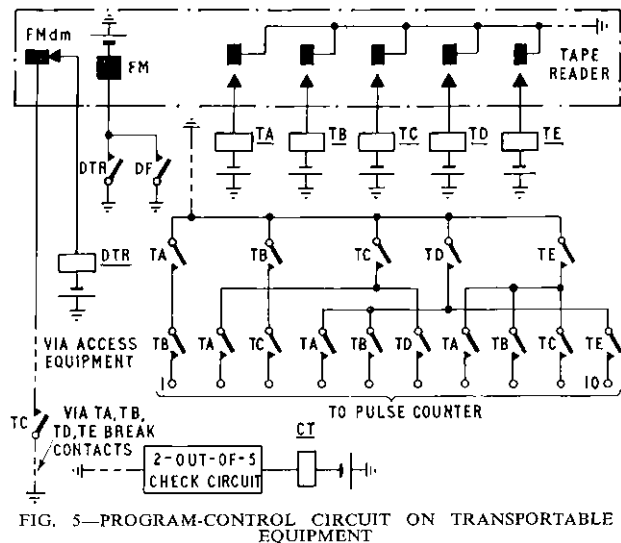 FMdm
FM
TAPE
READER
TA TB TC TD TE
DTR DF
TA TB TC TD TE
DTR
VIA ACCESS
EQUIPMENT
TB TA TC TA TB TD TA TB TC TE
1 10
TO PULSE COUNTER
TC
VIA TA, TB,
TD, TE BREAK
CONTACTS
CT
2-OUT-OF-5
CHECK CIRCUIT
FIG. 5—PROGRAM-CONTROL CIRCUIT ON TRANSPORTABLE
EQUIPMENT